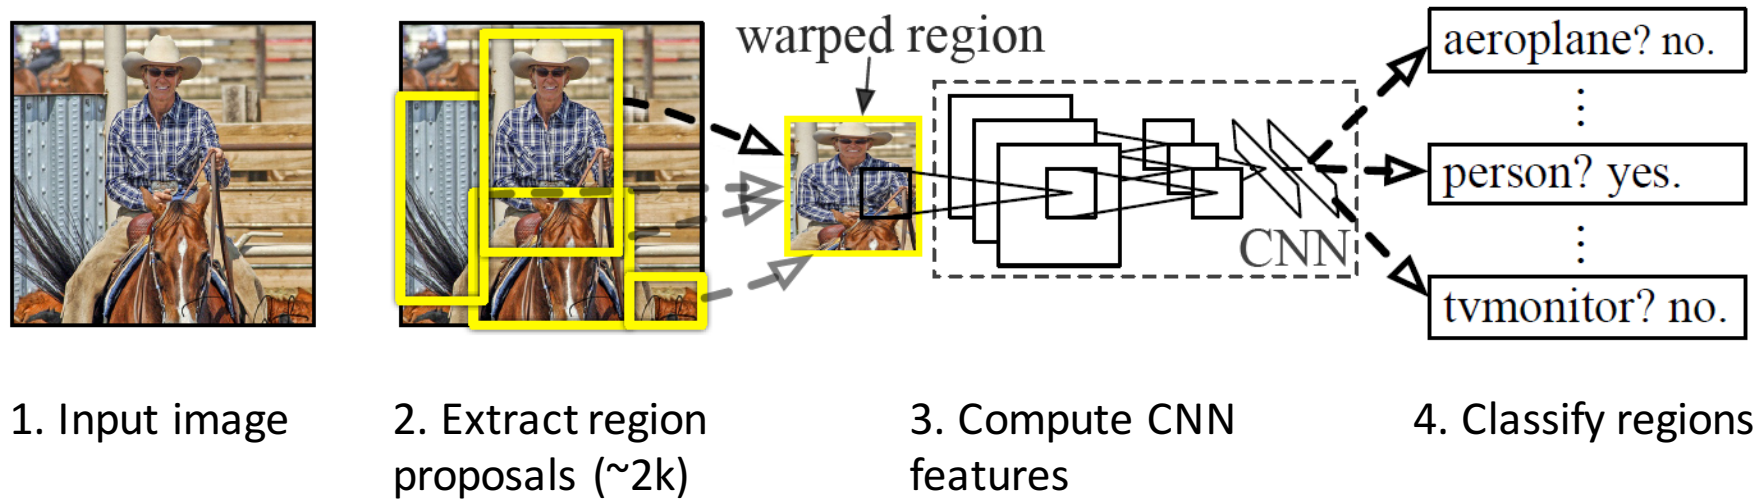 warped region
aeroplane? no.
person? yes.
CNN
tvmonitor? no.
1. Input image
2. Extract region
proposals (~2k)
3. Compute CNN
features
4. Classify regions